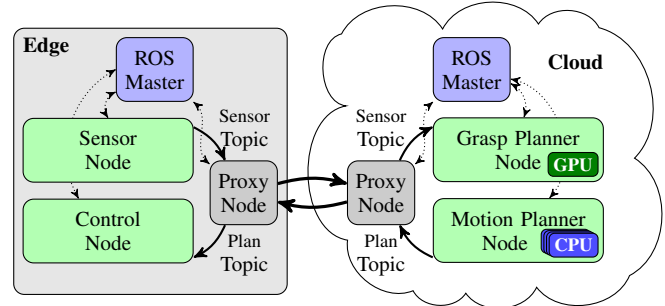 Edge
ROS
Master
Sensor
Topic
Sensor
Node
Proxy
Node
Control
Node
Plan
Topic
Cloud
ROS
Master
Sensor
Topic
Grasp Planner
Node
GPU
Proxy
Node
Motion Planner
Node
CPU
Plan
Topic